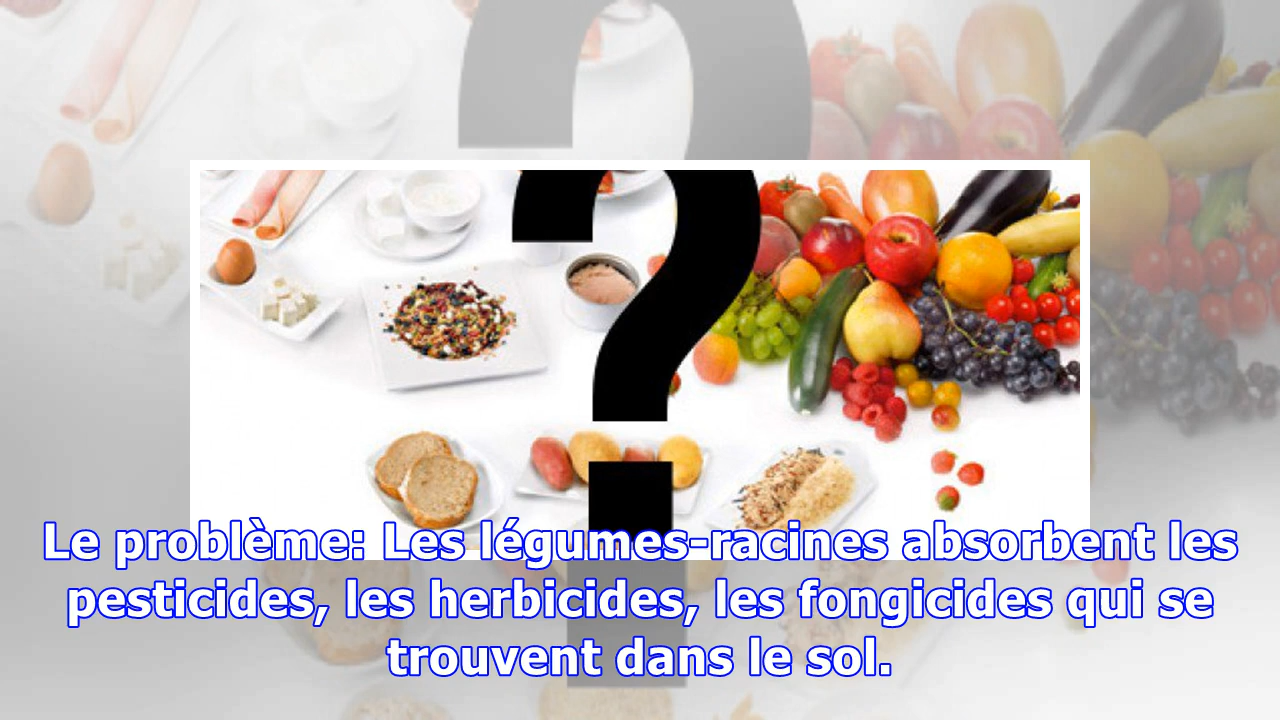 Le problème: Les légumes-racines absorbent les
pesticides, les herbicides, les fongicides qui se
trouvent dans le sol.